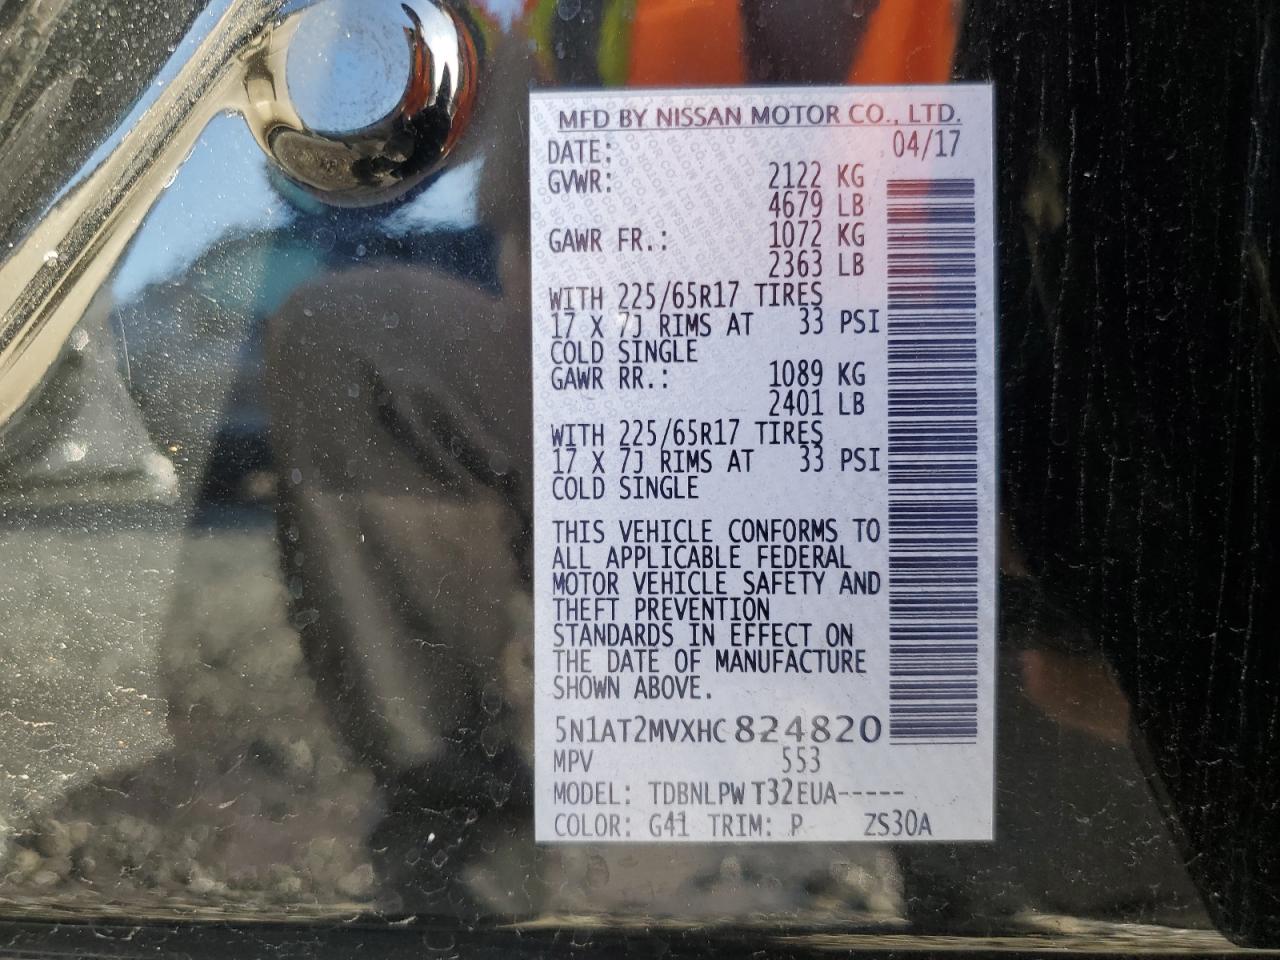 MFD BY NISSAN MOTOR CO., LTD.
DATE: 04/17
GVWR: 2122 KG
4679 LB
GAWR FR.: 1072 KG
2363 LB
WITH 225/65R17 TIRES
17 X 7J RIMS AT 33 PSI
COLD SINGLE
GAWR RR.: 1089 KG
2401 LB
WITH 225/65R17 TIRES
17 X 7J RIMS AT 33 PSI
COLD SINGLE
THIS VEHICLE CONFORMS TO
ALL APPLICABLE FEDERAL
MOTOR VEHICLE SAFETY AND
THEFT PREVENTION
STANDARDS IN EFFECT ON
THE DATE OF MANUFACTURE
SHOWN ABOVE.
5N1AT2MVXHC824820
MPV 553
MODEL: TDBNLPW T32EUA-----
COLOR: G41 TRIM: P ZS30A